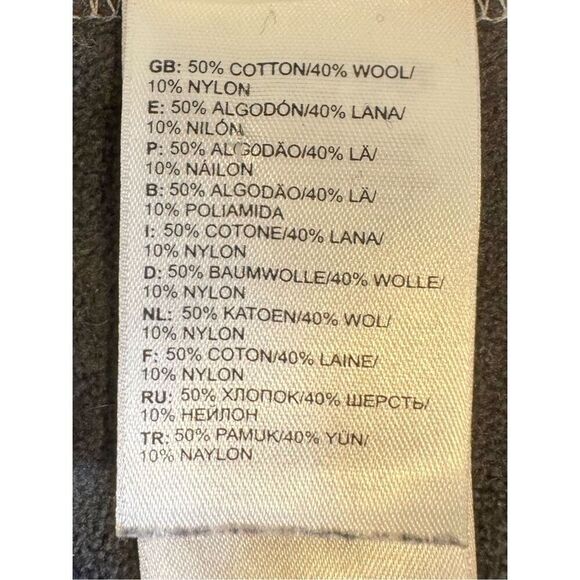 GB: 50% COTTON/40% WOOL/
10% NYLON
E: 50% ALGODÓN/40% LANA/
10% NILÓN
P: 50% ALGODÃO/40% LÃ/
10% NÁILON
B: 50% ALGODÃO/40% LÃ/
10% POLIAMIDA
I: 50% COTONE/40% LANA/
10% NYLON
D: 50% BAUMWOLLE/40% WOLLE/
10% NYLON
NL: 50% KATOEN/40% WOL/
10% NYLON
F: 50% COTON/40% LAINE/
10% NYLON
RU: 50% ХЛОПОК/40% ШЕРСТЬ/
10% НЕЙЛОН
TR: 50% PAMUK/40% YÜN/
10% NAYLON